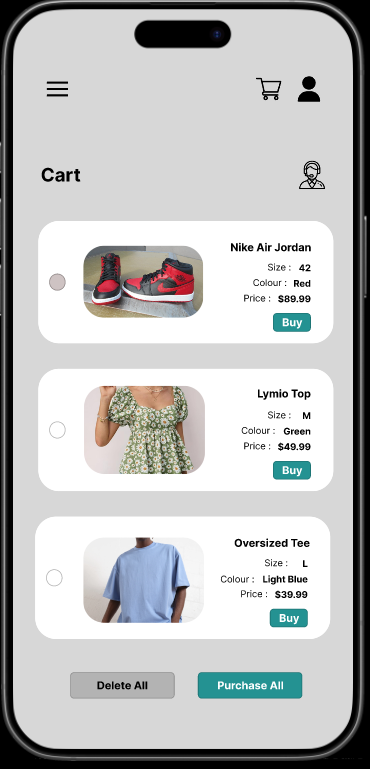 Cart
Nike Air Jordan
Size : 42
Colour : Red
Price : $89.99
Buy
Lymio Top
Size : M
Colour : Green
Price : $49.99
Buy
Oversized Tee
Size : L
Colour : Light Blue
Price : $39.99
Buy
Delete All
Purchase All